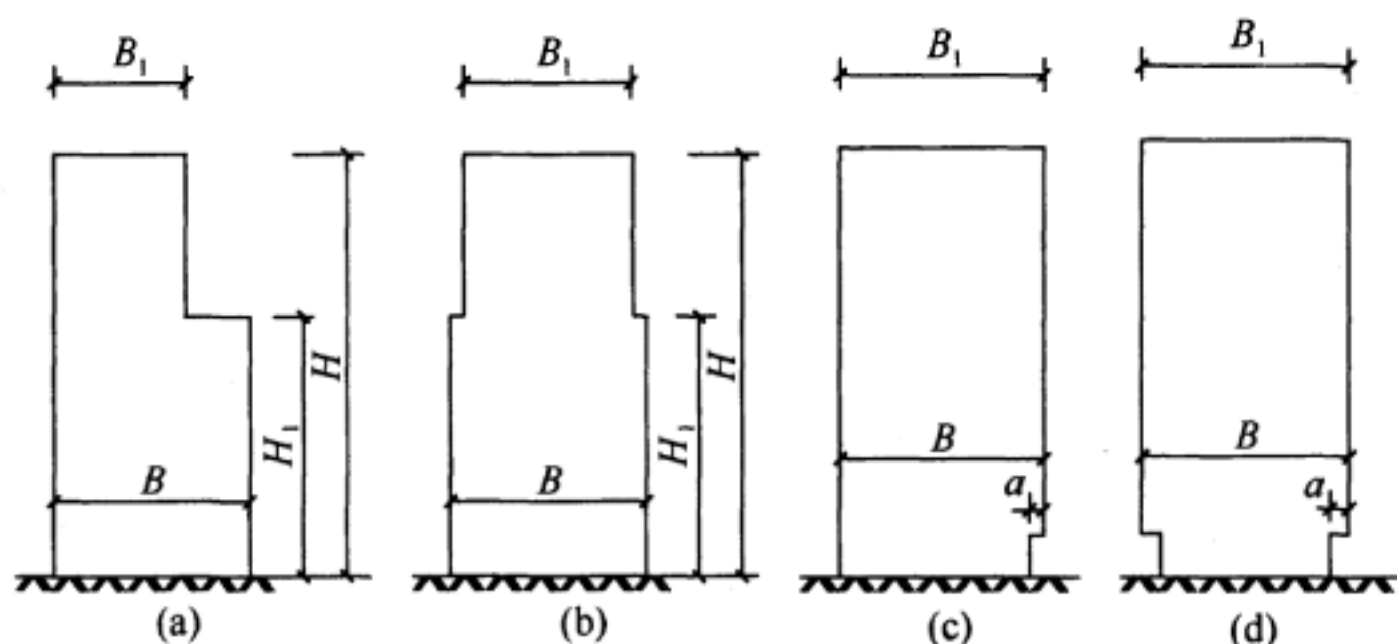 B₁ B₁ B₁ B₁
H H
H₁ H₁
B B B B
a a
(a) (b) (c) (d)